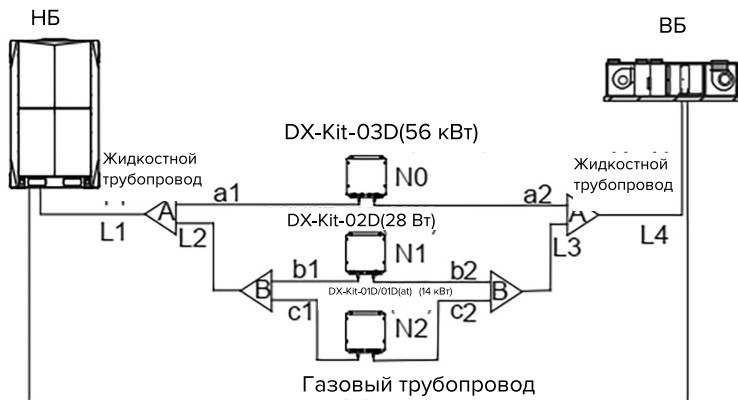 НБ
ВБ
DX-Kit-03D(56 кВт)
Жидкостной
трубопровод
Жидкостной
трубопровод
a1
N0
a2
A
A
L1
L2
DX-Kit-02D(28 Вт)
L3
L4
N1
b1
b2
B
DX-Kit-01D/01D(at) (14 кВт)
B
c1
c2
N2
Газовый трубопровод